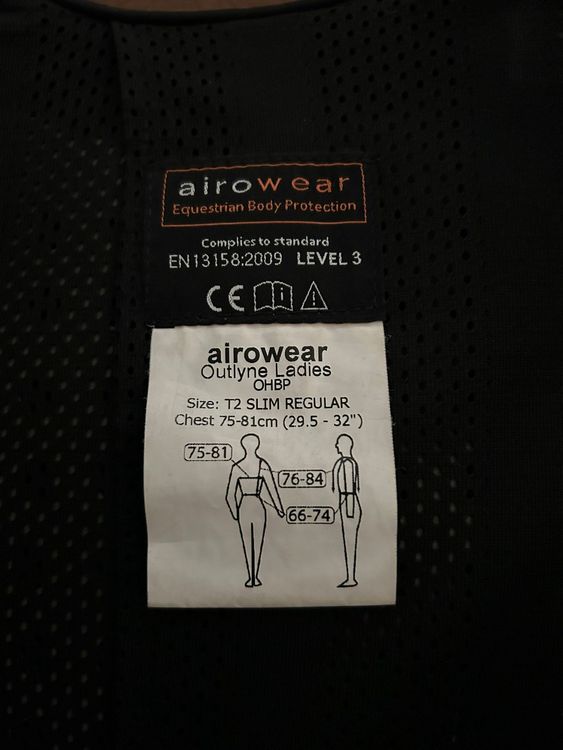 airowear
Equestrian Body Protection
Complies to standard
EN13158:2009 LEVEL 3
CE
airowear
Outlyne Ladies
OHBP
Size: T2 SLIM REGULAR
Chest 75-81cm (29.5 - 32")
75-81
76-84
66-74